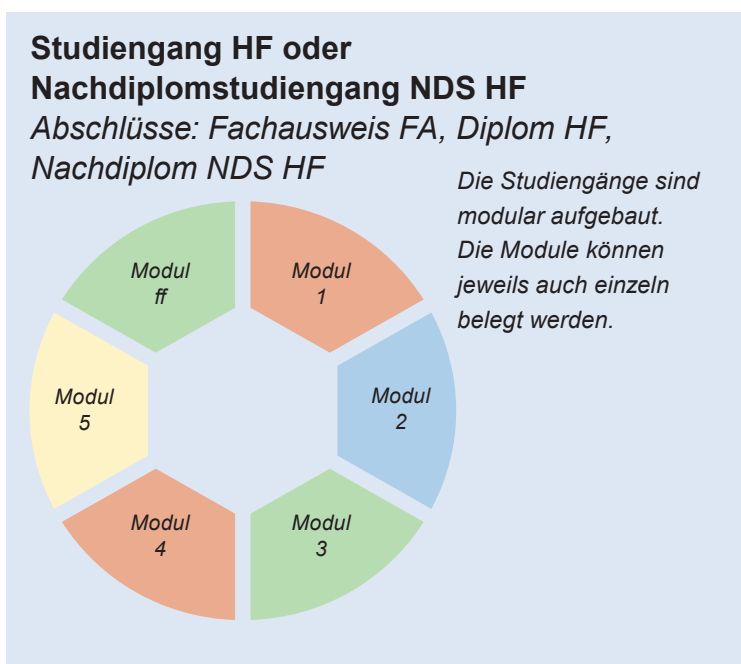 Studiengang HF oder
Nachdiplomstudiengang NDS HF
Abschlüsse: Fachausweis FA, Diplom HF,
Nachdiplom NDS HF
Die Studiengänge sind
modular aufgebaut.
Die Module können
jeweils auch einzeln
belegt werden.
Modul
1
Modul
2
Modul
3
Modul
4
Modul
5
Modul
ff